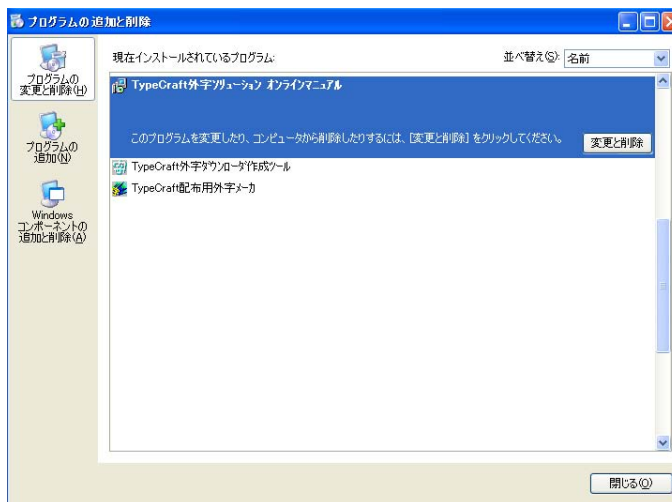 プログラムの追加と削除
プログラムの
変更と削除(H)
プログラムの
追加(N)
Windows
コンポーネントの
追加と削除(A)
現在インストールされているプログラム:
並べ替え(S):
名前
TypeCraft外字ソリューション オンラインマニュアル
このプログラムを変更したり、コンピュータから削除したりするには、[変更と削除] をクリックしてください。
変更と削除
TypeCraft外字ダウンローダ作成ツール
TypeCraft配布用外字メーカ
閉じる(O)